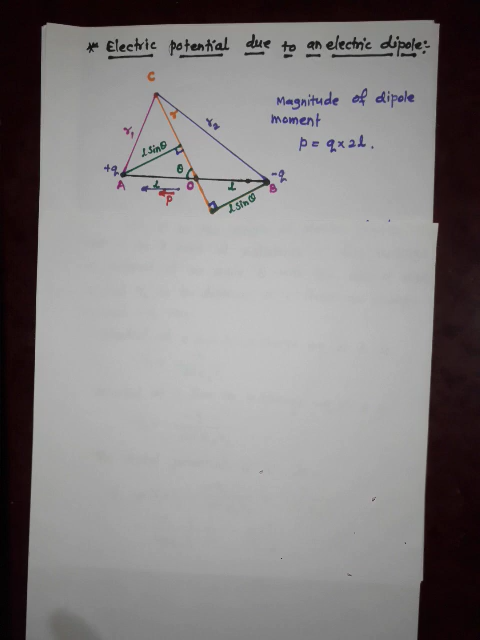 * Electric potential due to an electric dipole:-
C
Magnitude of dipole
moment
p = q x 2l.
r₁
r
r₂
l sinθ
+q
θ
-q
A
l
O
l
B
p
l sinθ